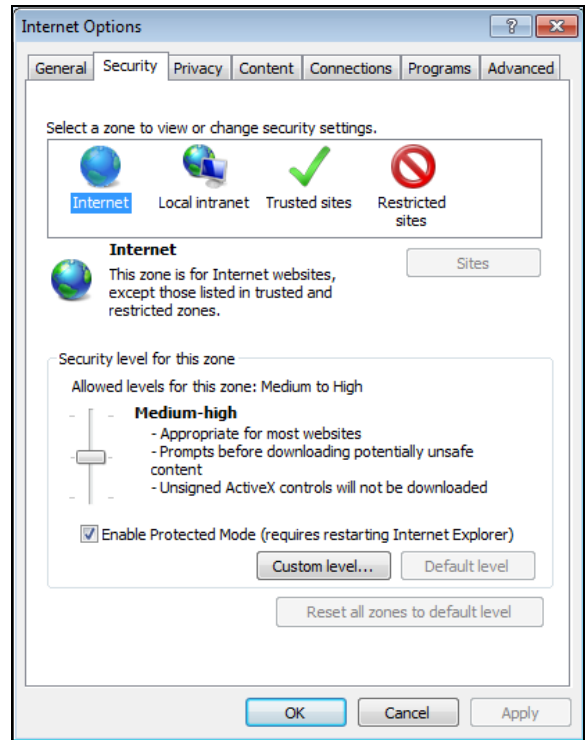 Internet Options
General Security Privacy Content Connections Programs Advanced
Select a zone to view or change security settings.
Internet Local intranet Trusted sites Restricted
sites
Internet
Sites
This zone is for Internet websites,
except those listed in trusted and
restricted zones.
Security level for this zone
Allowed levels for this zone: Medium to High
Medium-high
- Appropriate for most websites
- Prompts before downloading potentially unsafe
content
- Unsigned ActiveX controls will not be downloaded
Enable Protected Mode (requires restarting Internet Explorer)
Custom level... Default level
Reset all zones to default level
OK Cancel Apply